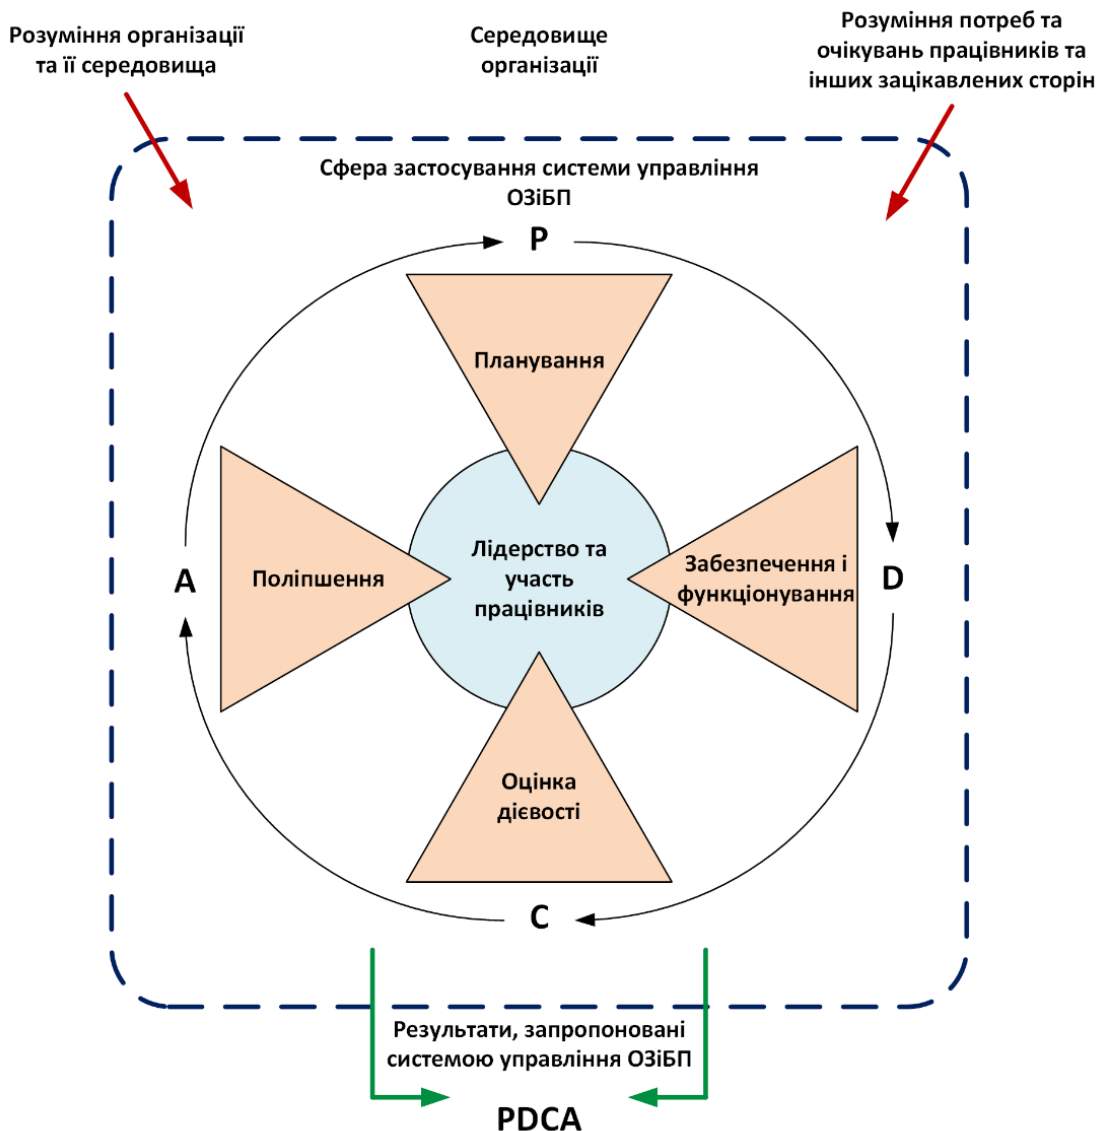 Розуміння організації
та її середовища
Середовище
організації
Розуміння потреб та
очікувань працівників та
інших зацікавлених сторін
Сфера застосування системи управління
ОЗіБП
P
Планування
Лідерство та
участь
працівників
Забезпечення і
функціонування
D
Поліпшення
A
Оцінка
дієвості
C
Результати, запропоновані
системою управління ОЗіБП
PDCA